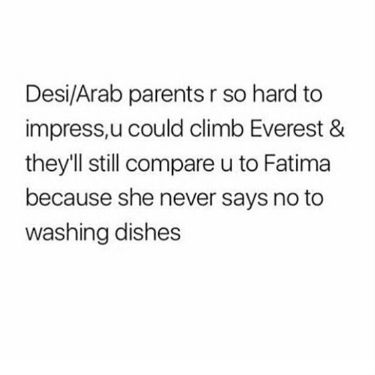 Desi/Arab parents r so hard to
impress,u could climb Everest &
they'll still compare u to Fatima
because she never says no to
washing dishes